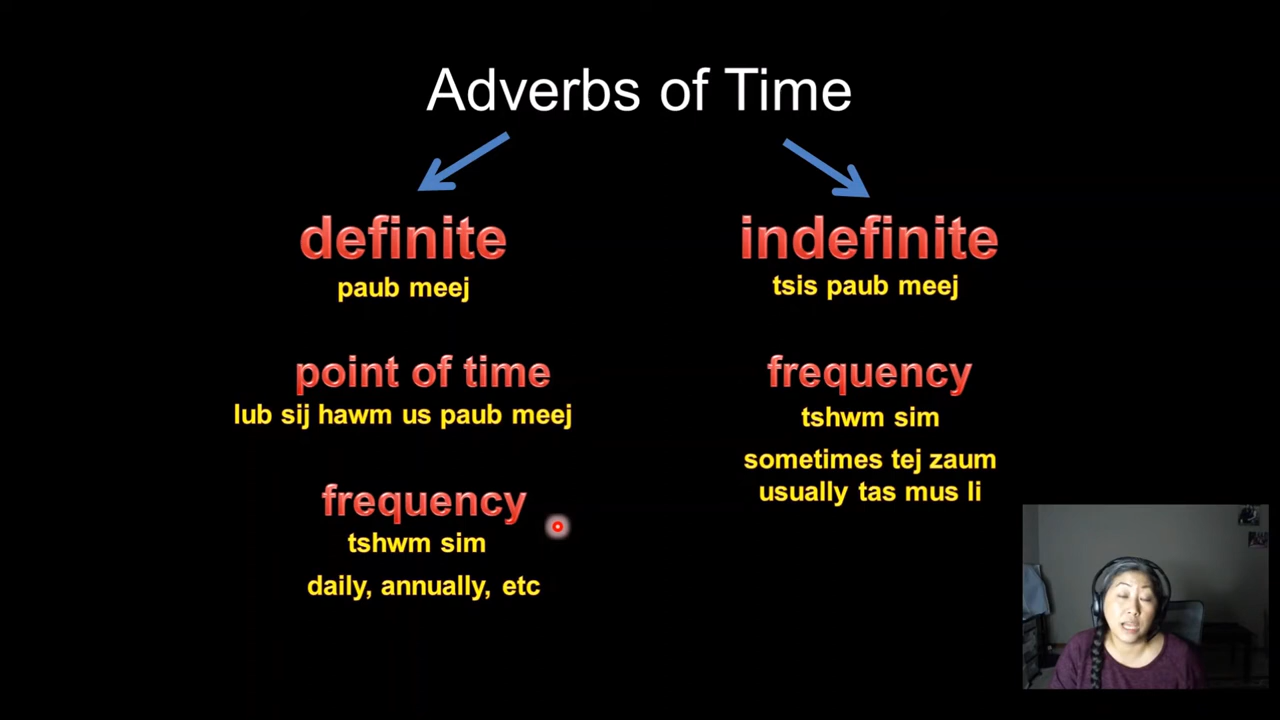 Adverbs of Time
definite
paub meej
point of time
lub sij hawm us paub meej
frequency
tshwm sim
daily, annually, etc
indefinite
tsis paub meej
frequency
tshwm sim
sometimes tej zaum
usually tas mus li